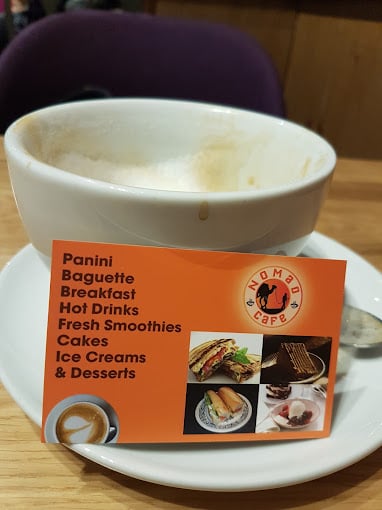 Panini
Baguette
Breakfast
Hot Drinks
Fresh Smoothies
Cakes
Ice Creams
& Desserts
NOMAD
CaFe